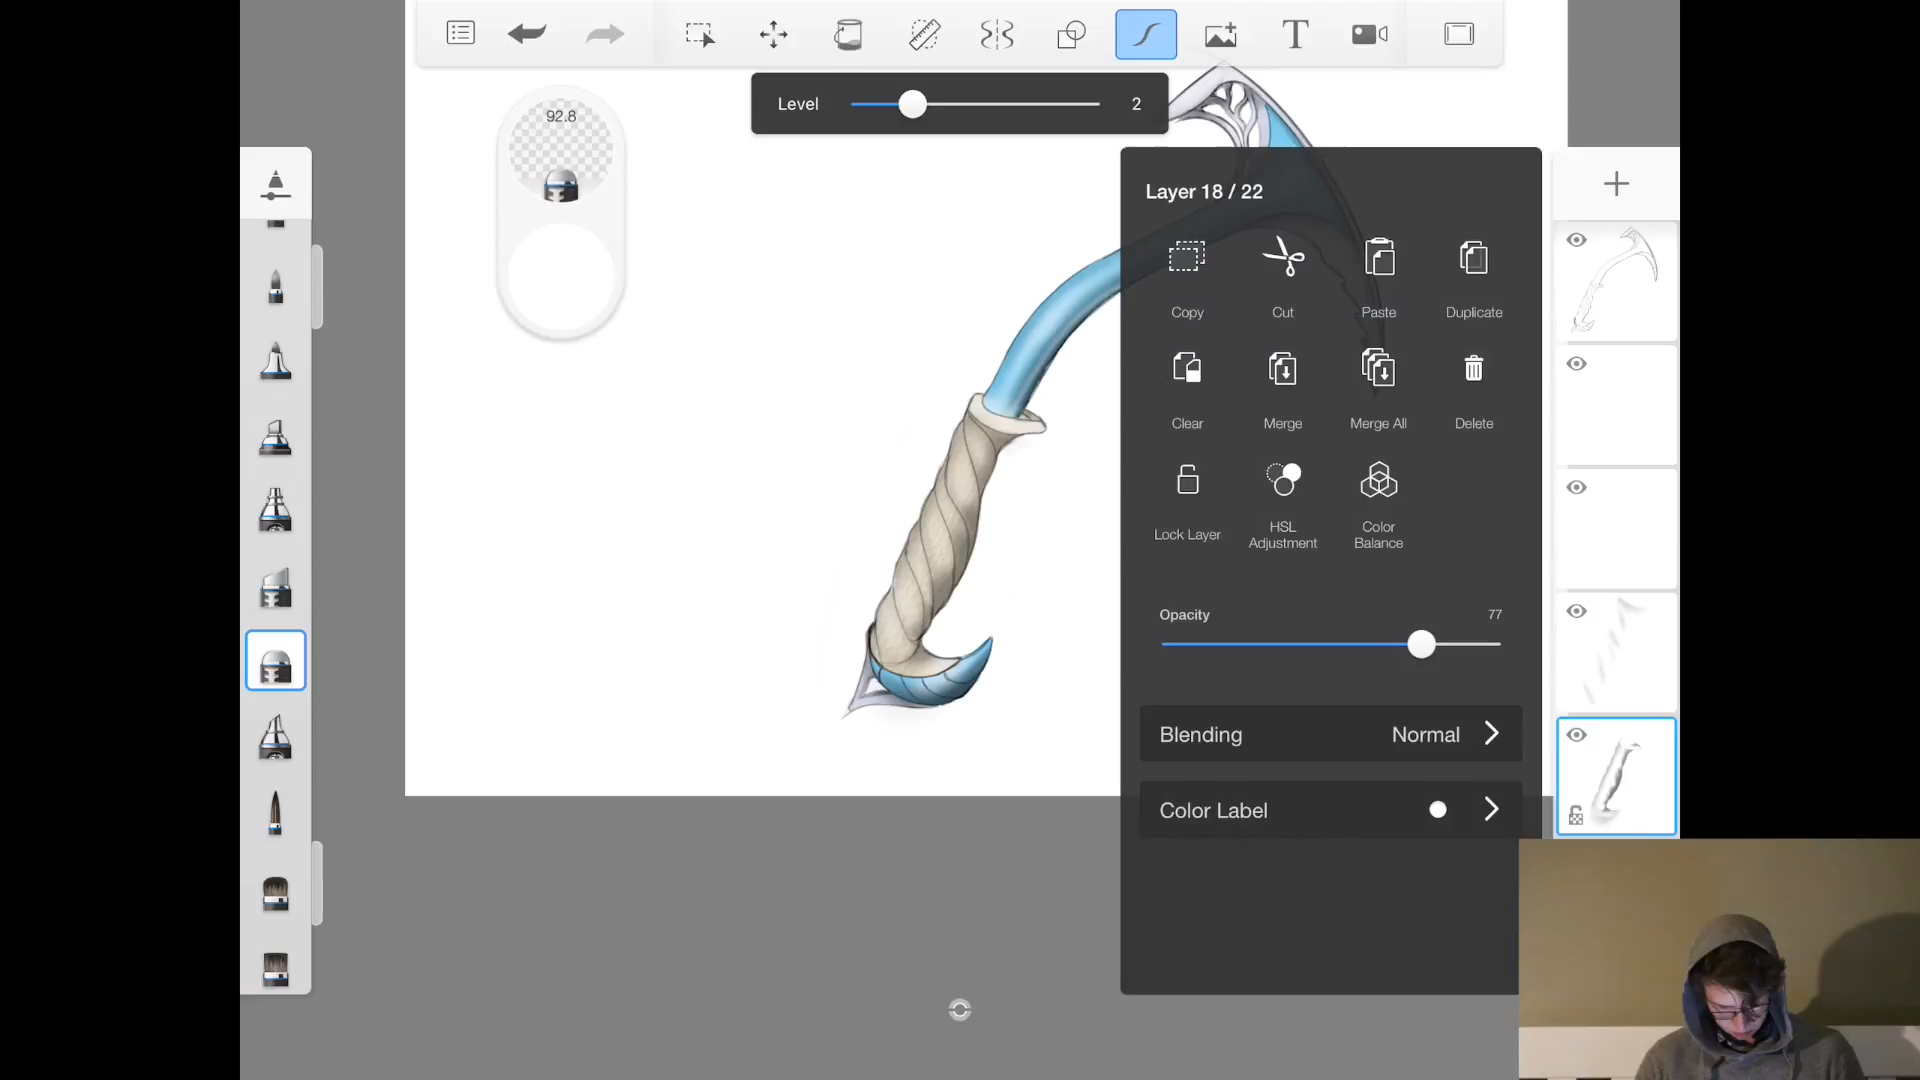 T
92.8
Level 2
Layer 18 / 22
Copy Cut Paste Duplicate
Clear Merge Merge All Delete
Lock Layer HSL Adjustment Color Balance
Opacity 77
Blending Normal
Color Label